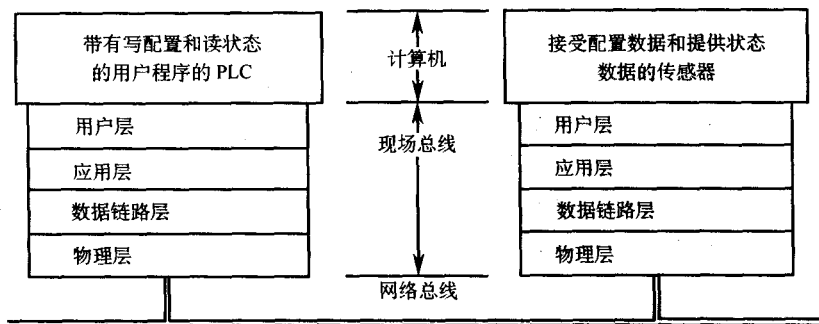 带有写配置和读状态
的用户程序的 PLC
用户层
应用层
数据链路层
物理层
计算机
现场总线
网络总线
接受配置数据和提供状态
数据的传感器
用户层
应用层
数据链路层
物理层